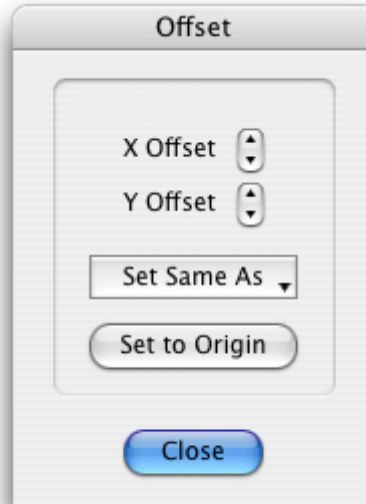 Offset
X Offset
Y Offset
Set Same As
Set to Origin
Close